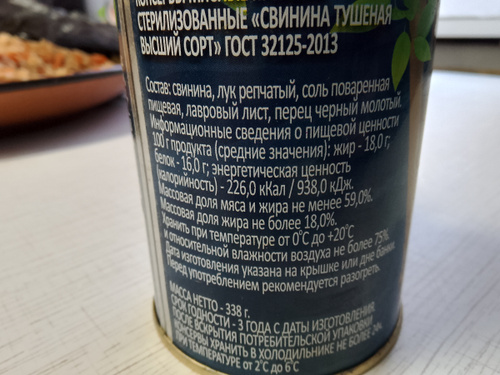 СТЕРИЛИЗОВАННЫЕ «СВИНИНА ТУШЕНАЯ
ВЫСШИЙ СОРТ» ГОСТ 32125-2013
Состав: свинина, лук репчатый, соль поваренная
пищевая, лавровый лист, перец черный молотый.
Информационные сведения о пищевой ценности
100 г продукта (средние значения): жир - 18,0 г;
белок - 16,0 г; энергетическая ценность
(калорийность) - 226,0 кКал / 938,0 кДж.
Массовая доля мяса и жира не менее 59,0%.
Массовая доля жира не более 18,0%.
Хранить при температуре от 0°С до +20°С
и относительной влажности воздуха не более 75%.
Дата изготовления указана на крышке или дне банки.
Перед употреблением рекомендуется разогреть.
МАССА НЕТТО - 338 г.
СРОК ГОДНОСТИ - 3 ГОДА С ДАТЫ ИЗГОТОВЛЕНИЯ.
ПОСЛЕ ВСКРЫТИЯ ПОТРЕБИТЕЛЬСКОЙ УПАКОВКИ
КОНСЕРВЫ ХРАНИТЬ В ХОЛОДИЛЬНИКЕ НЕ БОЛЕЕ
ПРИ ТЕМПЕРАТУРЕ ОТ 2°С ДО 6°С